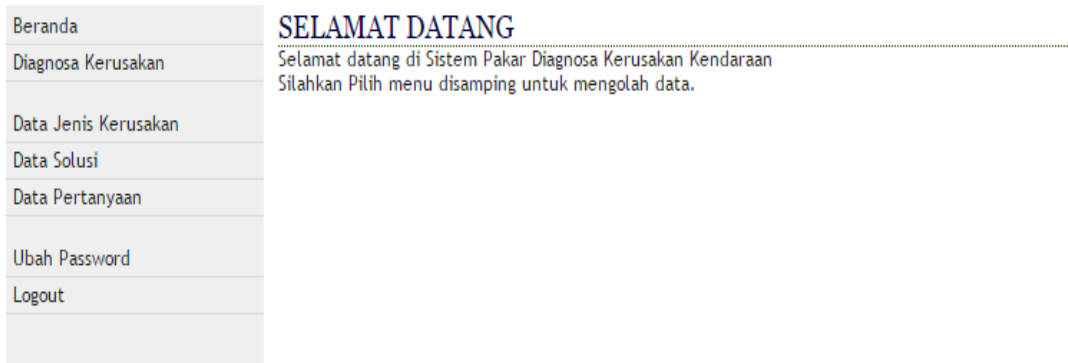 Beranda
Diagnosa Kerusakan
Data Jenis Kerusakan
Data Solusi
Data Pertanyaan
Ubah Password
Logout
SELAMAT DATANG
Selamat datang di Sistem Pakar Diagnosa Kerusakan Kendaraan
Silahkan Pilih menu disamping untuk mengolah data.